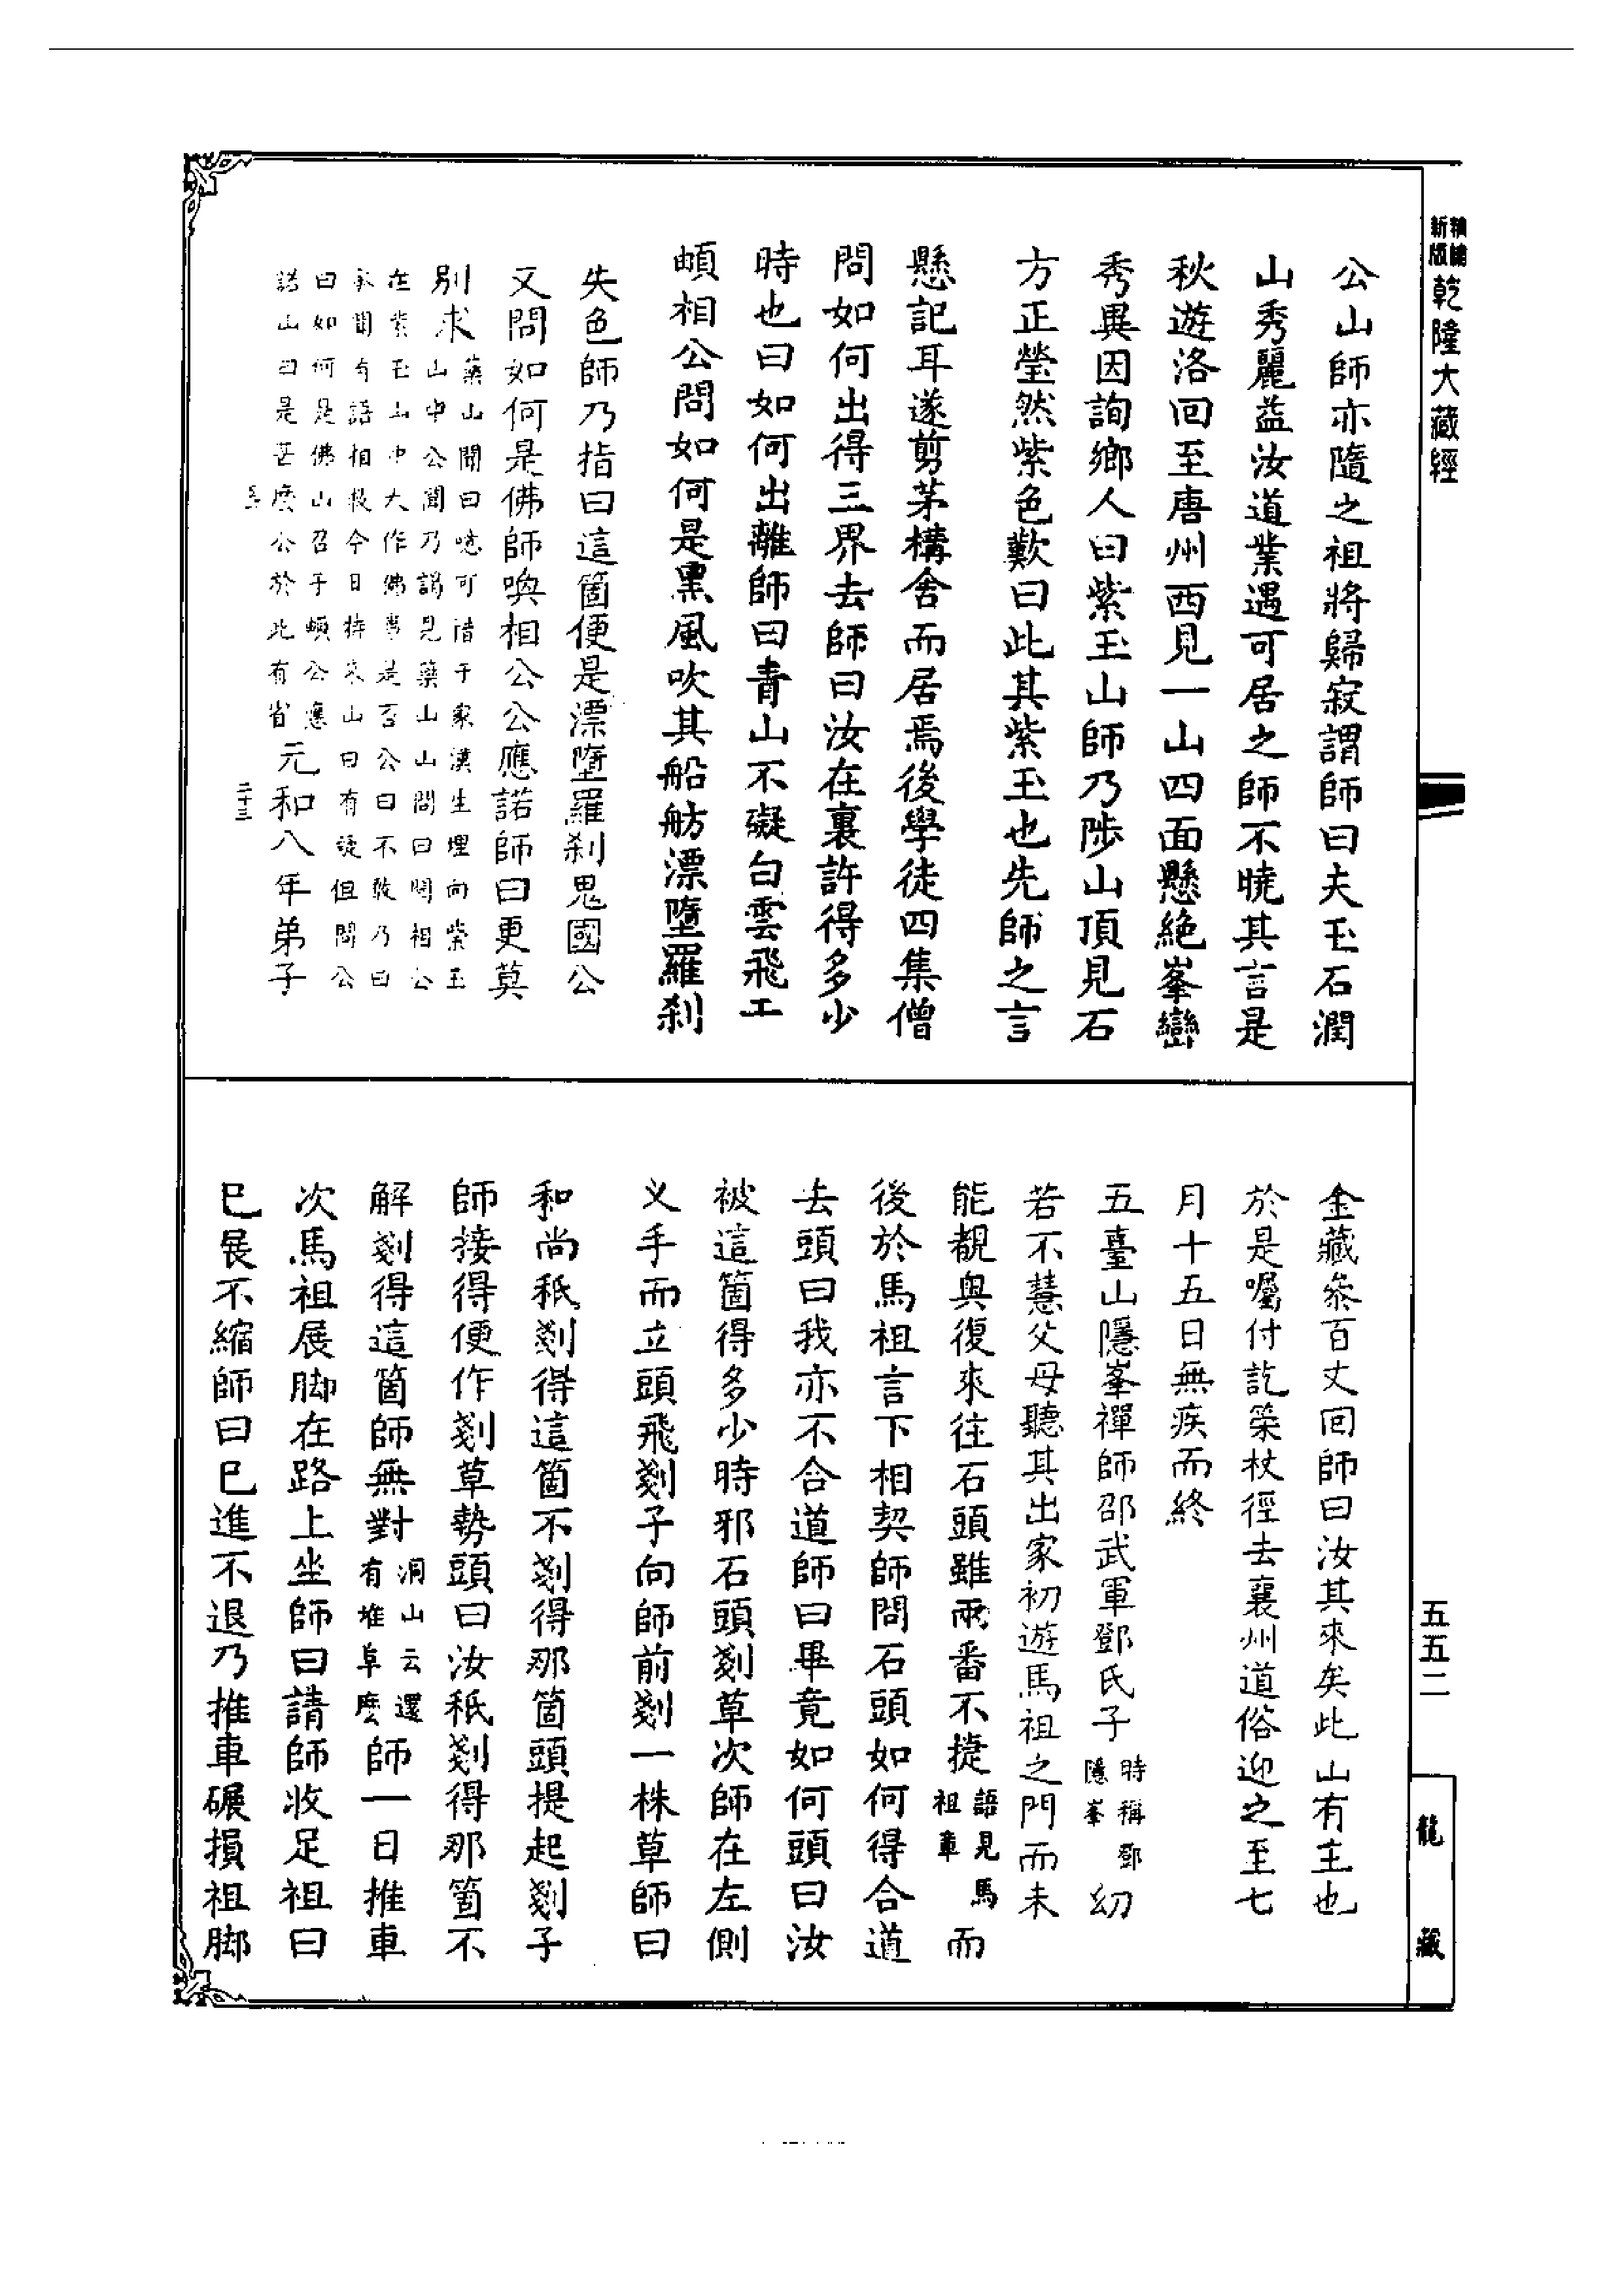 精繕
新版
乾隆大藏經
公山師亦隨之祖將歸寂謂師曰夫玉石潤
山秀麗益汝道業遇可居之師不曉其言是
秋遊洛回至唐州西見一山四面懸絶峯巒
秀異因詢鄉人曰紫玉山師乃陟山頂見石
方正瑩然紫色歎曰此其紫玉也先師之言
懸記耳遂剪茅構舍而居焉後學徒四集僧
問如何出得三界去師曰汝在裏許得多少
時也曰如何出離師曰青山不礙白雲飛于
頔相公問如何是黑風吹其船舫漂墮羅刹
鬼國師曰于頔客作漢問恁麼事作麼公
失色師乃指曰這箇便是漂墮羅刹鬼國公
又問如何是佛師喚相公公應諾師曰更莫
別求
藥山聞曰噫可惜于家漢生埋向紫玉
山中公聞乃謁見藥山山問曰聞相公
在紫玉山中大作佛事是否公曰不敢乃曰
承聞有語相救今日特來山曰有疑但問公
曰如何是佛山召于頔公應
諾山曰是甚麽公於此有省
元和八年弟子
二十三
金藏參百丈回師曰汝其來矣此山有主也
於是囑付訖策杖徑去襄州道俗迎之至七
月十五日無疾而終
五臺山隱峯禪師邵武軍鄧氏子
時稱鄧
隱峯
幼
若不慧父母聽其出家初遊馬祖之門而未
能覩奥復來往石頭雖兩番不捷
語見馬
祖章
而
後於馬祖言下相契師問石頭如何得合道
去頭曰我亦不合道師曰畢竟如何頭曰汝
被這箇得多少時邪石頭剗草次師在左側
义手而立頭飛剗子向師前剗一株草師曰
和尚秖剗得這箇不剗得那箇頭提起剗子
師接得便作剗草勢頭曰汝秖剗得那箇不
解剗得這箇師無對
洞山云還
有堆阜麽
師一日推車
次馬祖展脚在路上坐師曰請師收足祖曰
已展不縮師曰已進不退乃推車碾損祖脚
五五二
龍藏